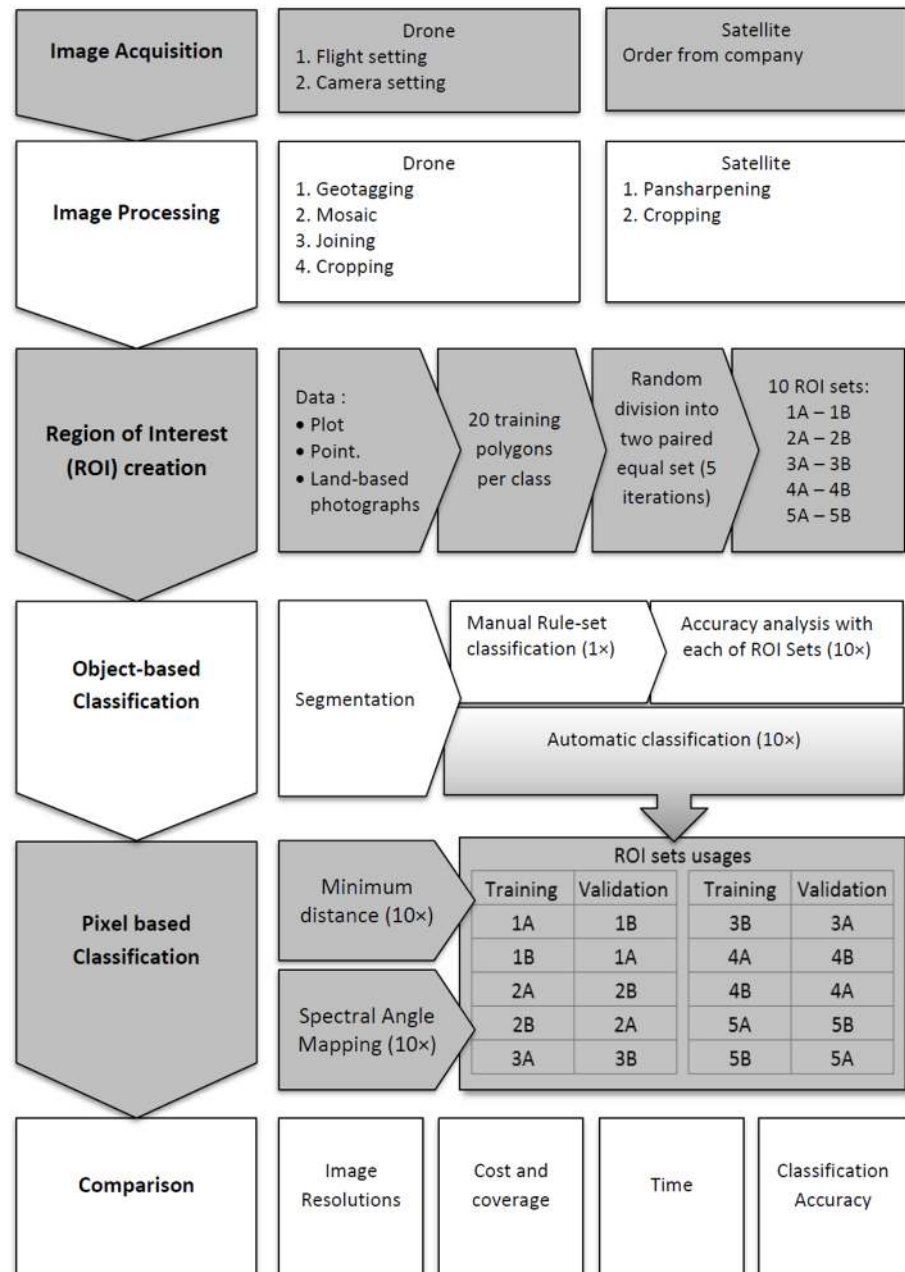 Image Acquisition
Drone
1. Flight setting
2. Camera setting
Satellite
Order from company
Image Processing
Drone
1. Geotagging
2. Mosaic
3. Joining
4. Cropping
Satellite
1. Pansharpening
2. Cropping
Region of Interest
(ROI) creation
Data :
• Plot
• Point.
• Land-based
photographs
20 training
polygons
per class
Random
division into
two paired
equal set (5
iterations)
10 ROI sets:
1A – 1B
2A – 2B
3A – 3B
4A – 4B
5A – 5B
Object-based
Classification
Segmentation
Manual Rule-set
classification (1×)
Accuracy analysis with
each of ROI Sets (10×)
Automatic classification (10×)
Pixel based
Classification
Minimum
distance (10×)
Spectral Angle
Mapping (10×)
ROI sets usages
Training Validation Training Validation
1A 1B 3B 3A
1B 1A 4A 4B
2A 2B 4B 4A
2B 2A 5A 5B
3A 3B 5B 5A
Comparison
Image
Resolutions
Cost and
coverage
Time
Classification
Accuracy